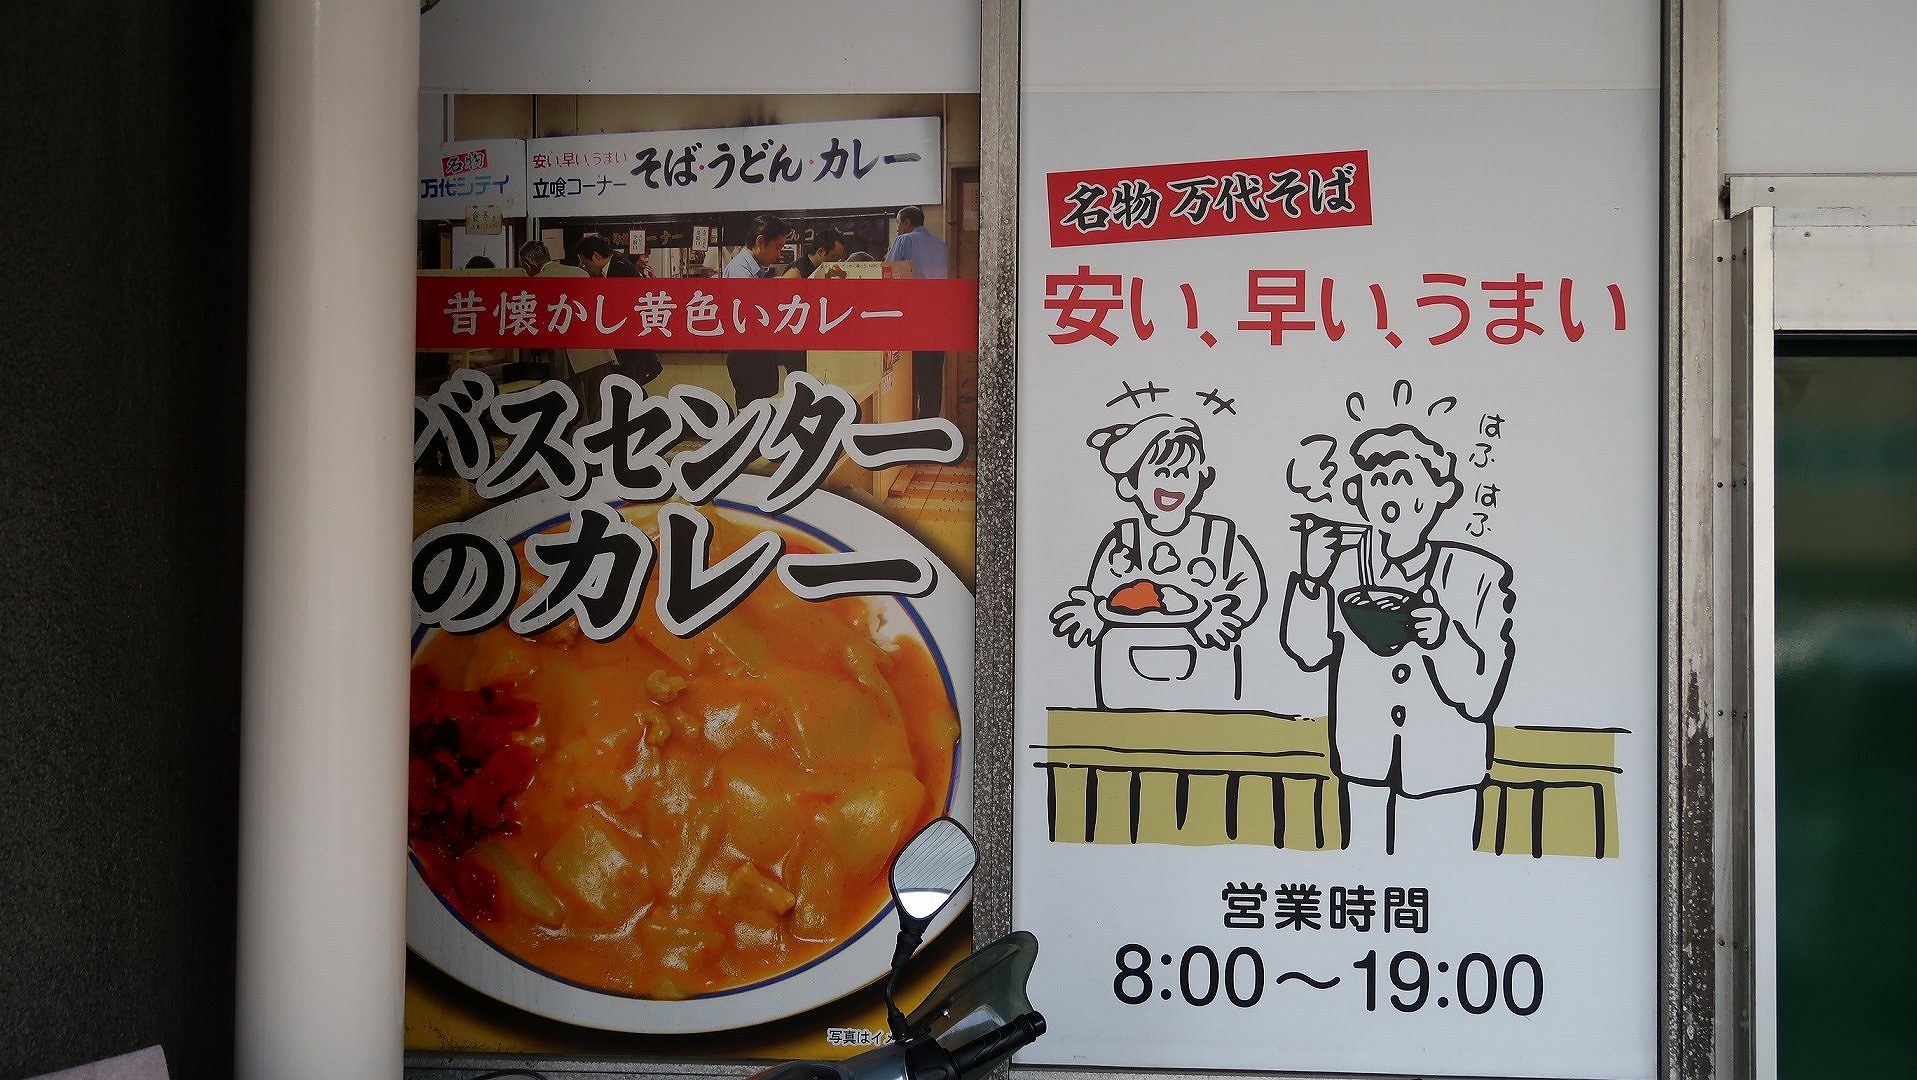 名物
万代シテイ
安い、早い、うまい
立喰コーナー
そば・うどん・カレー
昔懐かし黄色いカレー
バスセンター
のカレー
写真はイメ
名物 万代そば
安い、早い、うまい
はふ
はふ
営業時間
8:00〜19:00